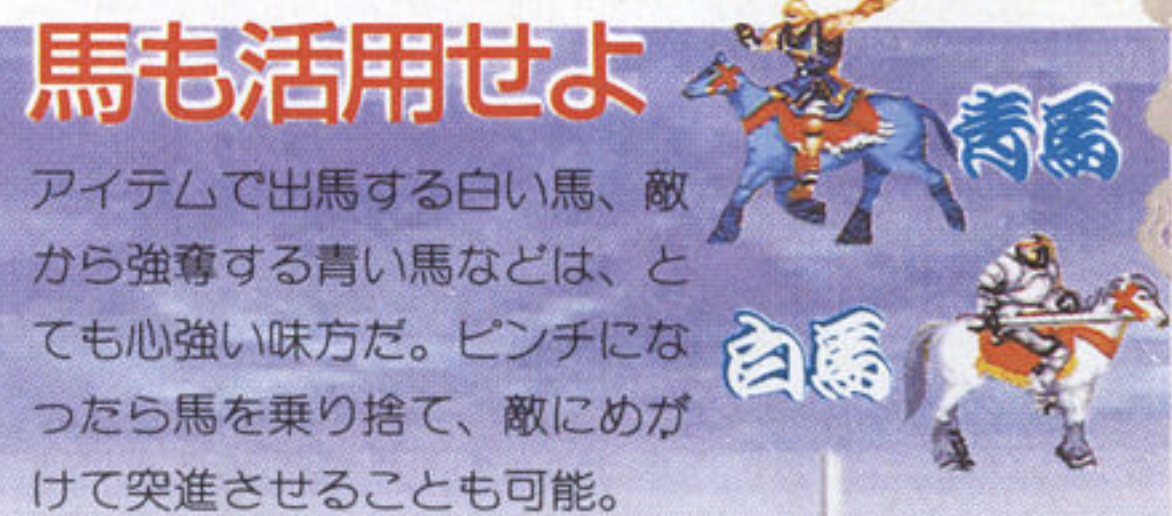 馬も活用せよ
アイテムで出馬する白い馬、敵
から強奪する青い馬などは、と
ても心強い味方だ。ピンチにな
ったら馬を乗り捨て、敵にめが
けて突進させることも可能。
青馬
白馬